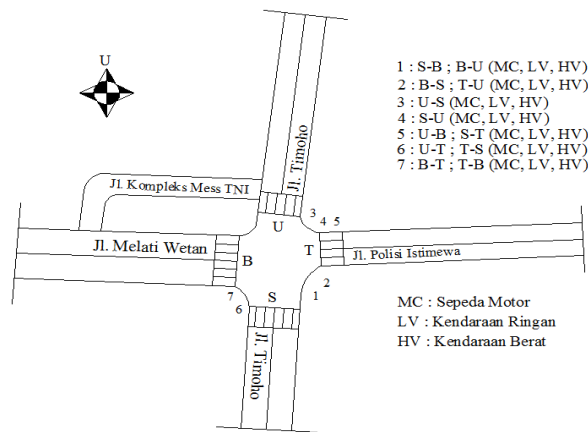 U
1 : S-B ; B-U (MC, LV, HV)
2 : B-S ; T-U (MC, LV, HV)
3 : U-S (MC, LV, HV)
4 : S-U (MC, LV, HV)
5 : U-B ; S-T (MC, LV, HV)
6 : U-T ; T-S (MC, LV, HV)
7 : B-T ; T-B (MC, LV, HV)
Jl. Timoho
Jl. Kompleks Mess TNI
3
4 5
U
Jl. Melati Wetan
T
Jl. Polisi Istimewa
B
2
7
S
1
6
MC : Sepeda Motor
LV : Kendaraan Ringan
HV : Kendaraan Berat
Jl. Timoho